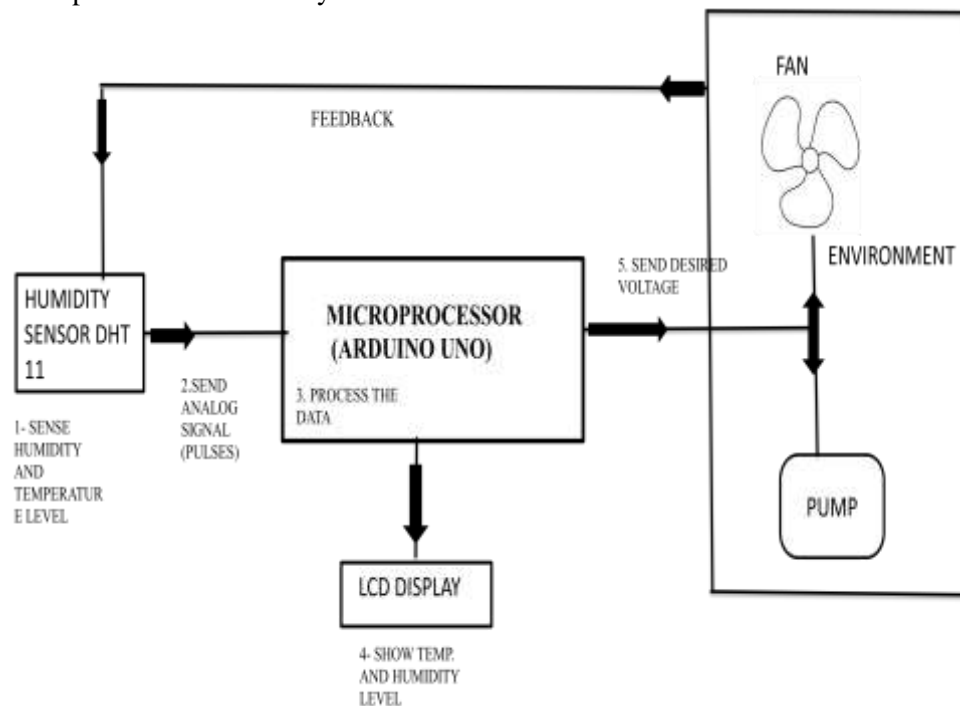 FAN
FEEDBACK
ENVIRONMENT
5. SEND DESIRED
VOLTAGE
HUMIDITY
SENSOR DHT
11
MICROPROCESSOR
(ARDUINO UNO)
3. PROCESS THE
DATA
2.SEND
ANALOG
SIGNAL
(PULSES)
1- SENSE
HUMIDITY
AND
TEMPERATUR
E LEVEL
PUMP
LCD DISPLAY
4- SHOW TEMP.
AND HUMIDITY
LEVEL